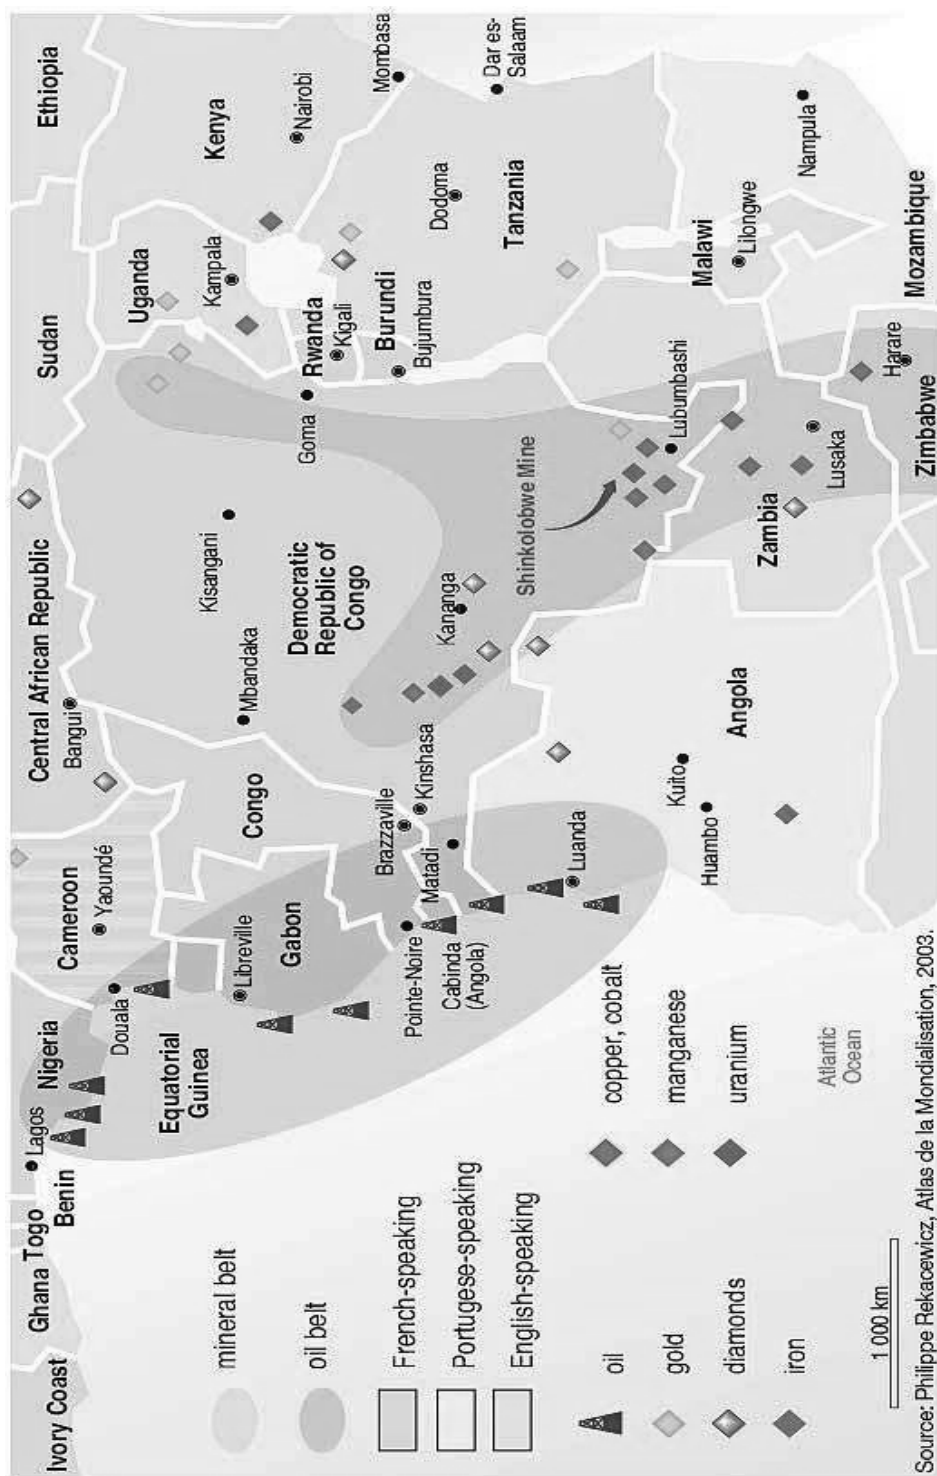 Ivory Coast
Ghana
Togo
Benin
Lagos
Nigeria
Cameroon
Yaoundé
Douala
Equatorial
Guinea
Central African Republic
Bangui
Sudan
Ethiopia
Uganda
Kampala
Kenya
Nairobi
Mombasa
Libreville
Gabon
Congo
Mbandaka
Kisangani
Democratic
Republic of
Congo
Goma
Rwanda
Kigali
Burundi
Bujumbura
Dodoma
Tanzania
Dar es-
Salaam
Pointe-Noire
Brazzaville
Kinshasa
Matadi
Cabinda
(Angola)
Kananga
Shinkolobwe Mine
Lubumbashi
Luanda
Kuito
Huambo
Angola
Zambia
Lusaka
Malawi
Lilongwe
Nampula
Mozambique
Harare
Zimbabwe
Atlantic
Ocean
mineral belt
oil belt
French-speaking
Portugese-speaking
English-speaking
oil
gold
diamonds
iron
copper, cobalt
manganese
uranium
1 000 km
Source: Philippe Rekacewicz, Atlas de la Mondialisation, 2003.